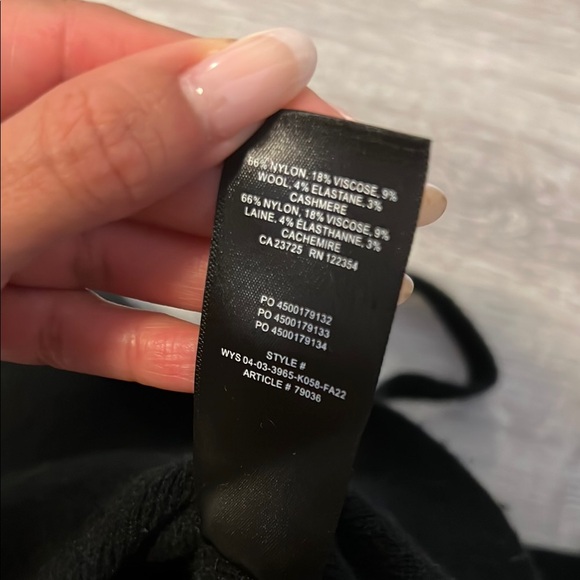 66% NYLON, 18% VISCOSE, 9%
WOOL, 4% ELASTANE, 3%
CASHMERE
66% NYLON, 18% VISCOSE, 9%
LAINE, 4% ÉLASTHANNE, 3%
CACHEMIRE
CA 23725 RN 122354
PO 4500179132
PO 4500179133
PO 4500179134
STYLE #
WYS 04-03-3965-K058-FA22
ARTICLE # 79036